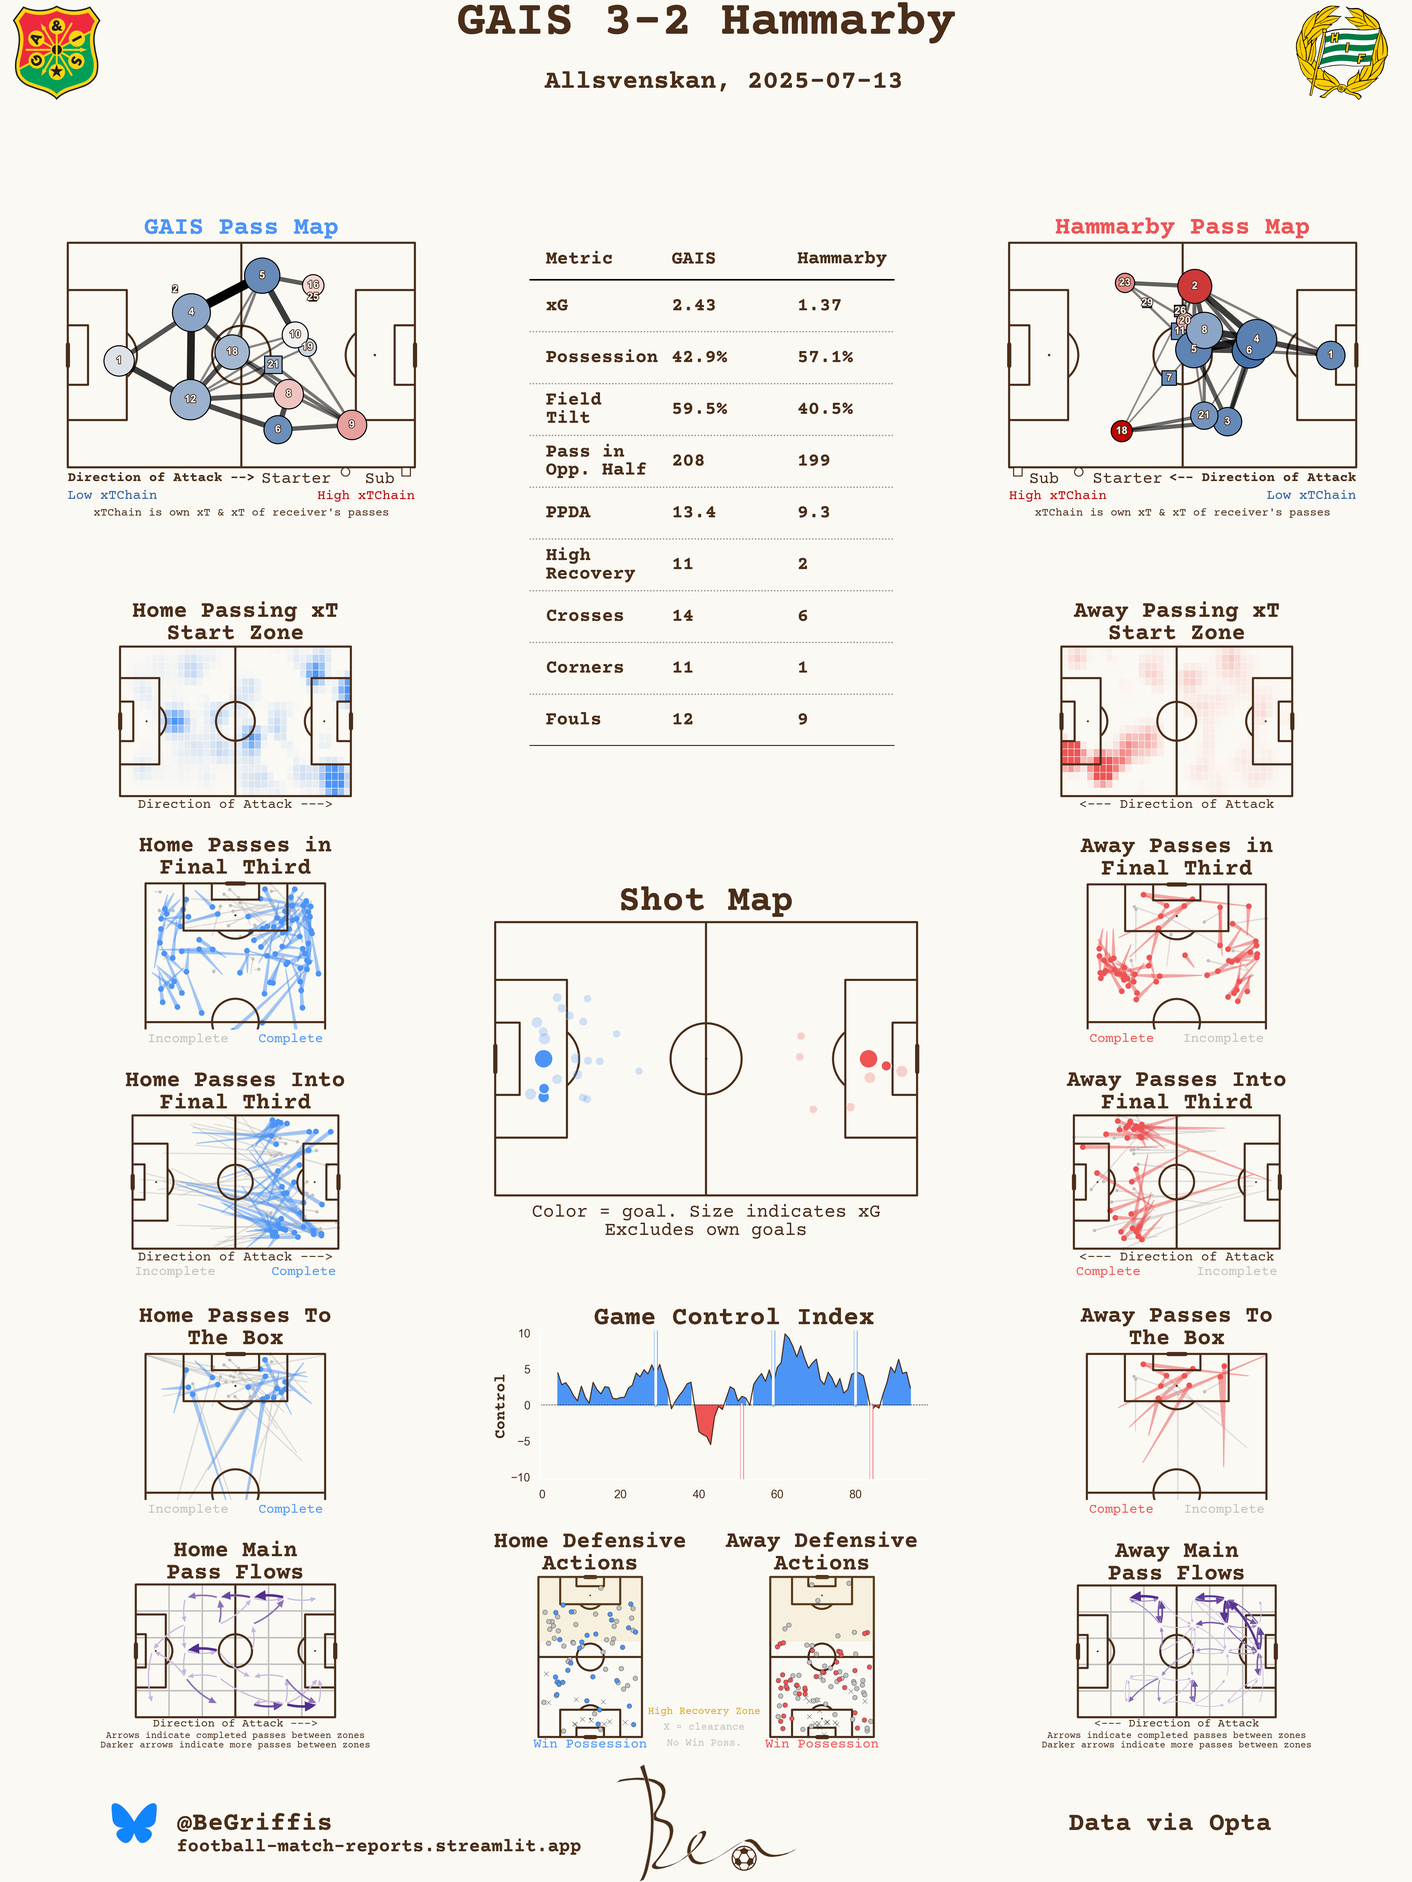 GAIS 3-2 Hammarby
Allsvenskan, 2025-07-13
G A & I S
H I F
GAIS Pass Map
5
16
25
2
4
10
19
18
1
21
8
12
9
6
Direction of Attack --> Starter Sub
Low xTChain High xTChain
xTChain is own xT & xT of receiver's passes
Metric GAIS Hammarby
xG 2.43 1.37
Possession 42.9% 57.1%
Field
Tilt 59.5% 40.5%
Pass in
Opp. Half 208 199
PPDA 13.4 9.3
High
Recovery 11 2
Crosses 14 6
Corners 11 1
Fouls 12 9
Hammarby Pass Map
23
2
29
26
20
11
8
4
5
6
1
7
21
3
18
Sub Starter <-- Direction of Attack
High xTChain Low xTChain
xTChain is own xT & xT of receiver's passes
Home Passing xT
Start Zone
Direction of Attack --->
Away Passing xT
Start Zone
<--- Direction of Attack
Home Passes in
Final Third
Incomplete Complete
Away Passes in
Final Third
Complete Incomplete
Shot Map
Color = goal. Size indicates xG
Excludes own goals
Home Passes Into
Final Third
Direction of Attack --->
Incomplete Complete
Away Passes Into
Final Third
<--- Direction of Attack
Complete Incomplete
Home Passes To
The Box
Incomplete Complete
Game Control Index
Control
10
5
0
−5
−10
0 20 40 60 80
Away Passes To
The Box
Complete Incomplete
Home Main
Pass Flows
Direction of Attack --->
Arrows indicate completed passes between zones
Darker arrows indicate more passes between zones
Home Defensive
Actions
Win Possession
High Recovery Zone
X = clearance
No Win Poss.
Away Defensive
Actions
Win Possession
Away Main
Pass Flows
<--- Direction of Attack
Arrows indicate completed passes between zones
Darker arrows indicate more passes between zones
@BeGriffis
football-match-reports.streamlit.app
Ben
Data via Opta